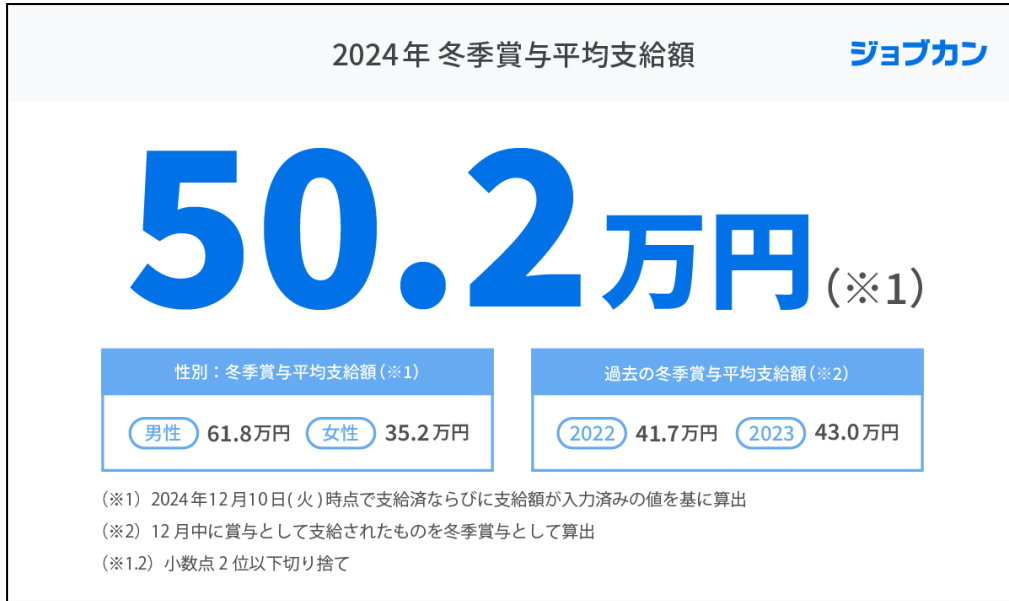 2024年 冬季賞与平均支給額
ジョブカン
50.2万円(※1)
性別：冬季賞与平均支給額(※1)
男性 61.8万円 女性 35.2万円
過去の冬季賞与平均支給額(※2)
2022 41.7万円 2023 43.0万円
(※1) 2024年12月10日(火)時点で支給済ならびに支給額が入力済みの値を基に算出
(※2) 12月中に賞与として支給されたものを冬季賞与として算出
(※1.2) 小数点2位以下切り捨て